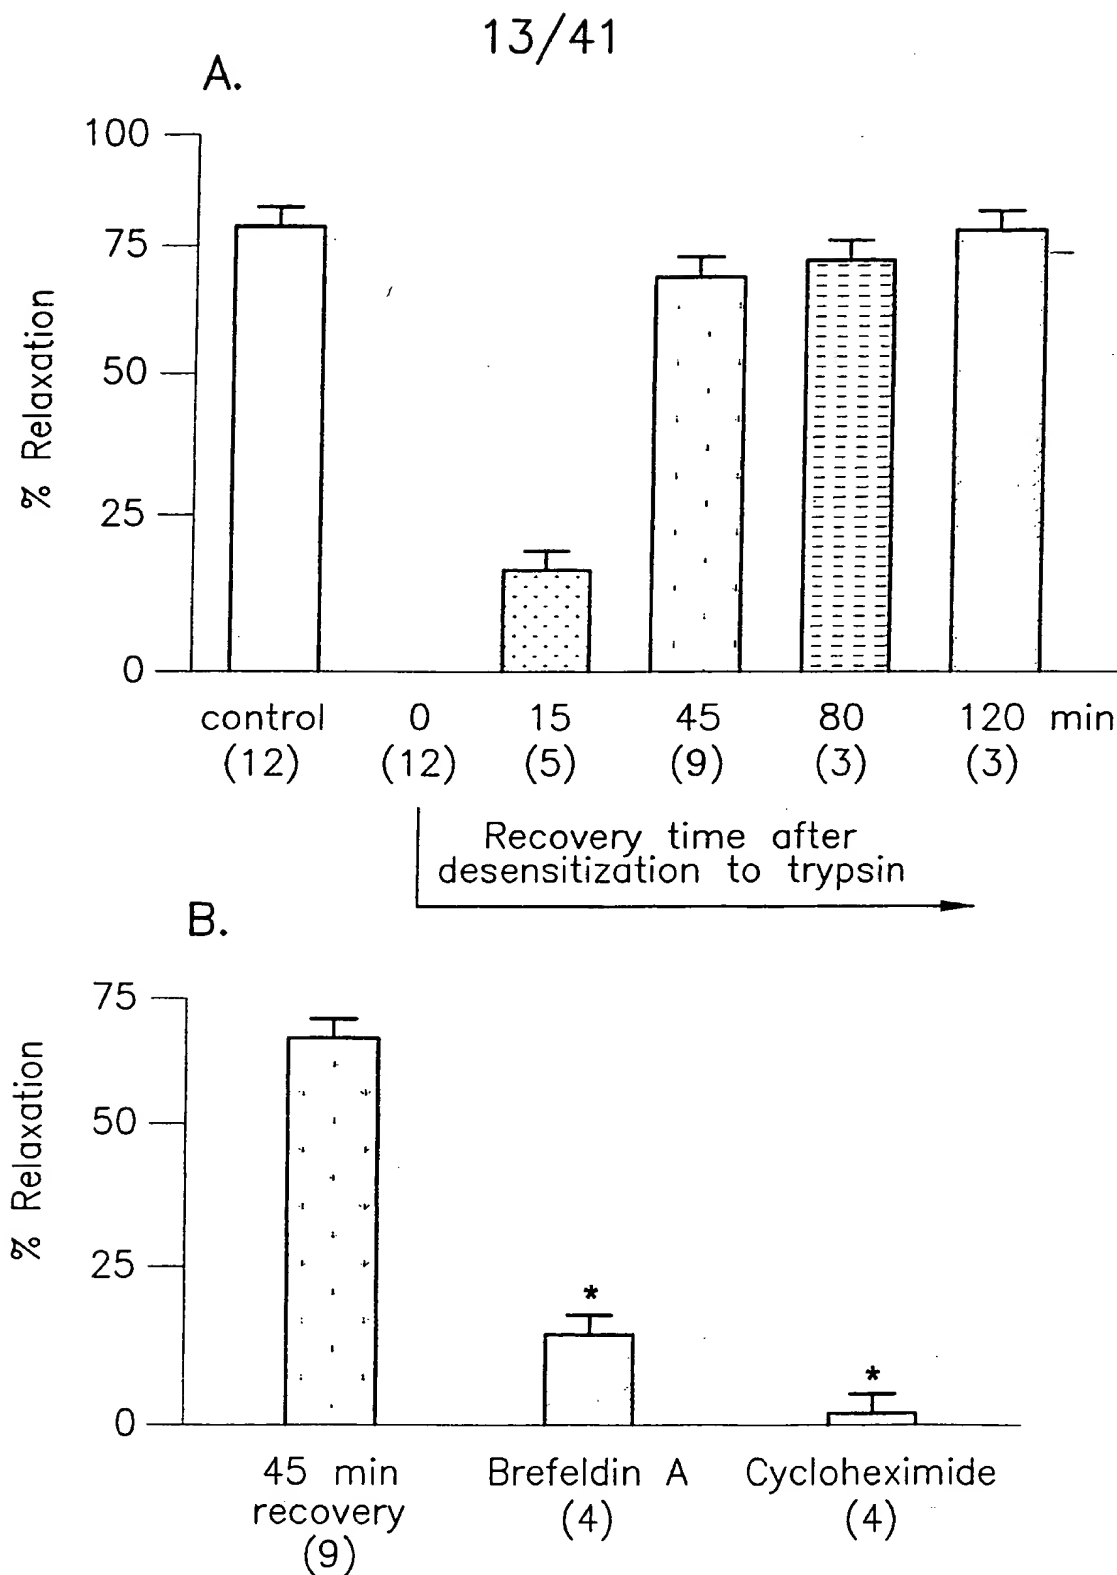 13/41
A.
% Relaxation
100
75
50
25
0
control 0 15 45 80 120 min
(12) (12) (5) (9) (3) (3)
Recovery time after
desensitization to trypsin
B.
% Relaxation
75
50
25
0
*
*
45 min Brefeldin A Cycloheximide
recovery (4) (4)
(9)